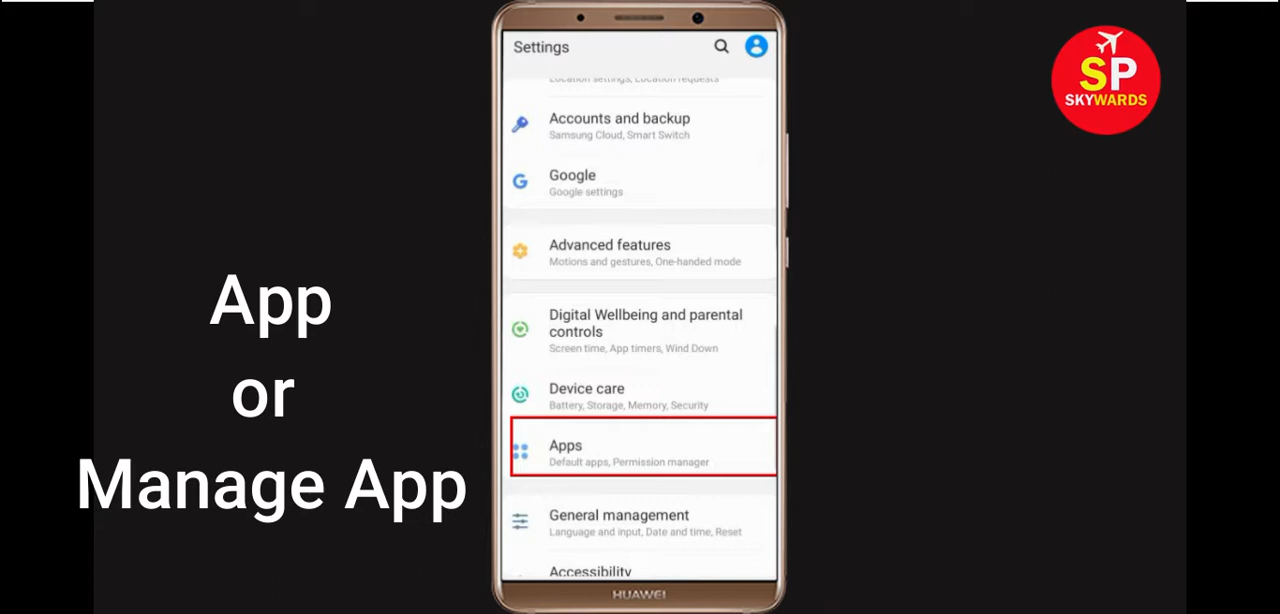 Settings
Location settings, Location requests
Accounts and backup
Samsung Cloud, Smart Switch
Google
Google settings
Advanced features
Motions and gestures, One-handed mode
Digital Wellbeing and parental
controls
Screen time, App timers, Wind Down
Device care
Battery, Storage, Memory, Security
Apps
Default apps, Permission manager
General management
Language and input, Date and time, Reset
Accessibility
HUAWEI
App
or
Manage App
SP
SKYWARDS